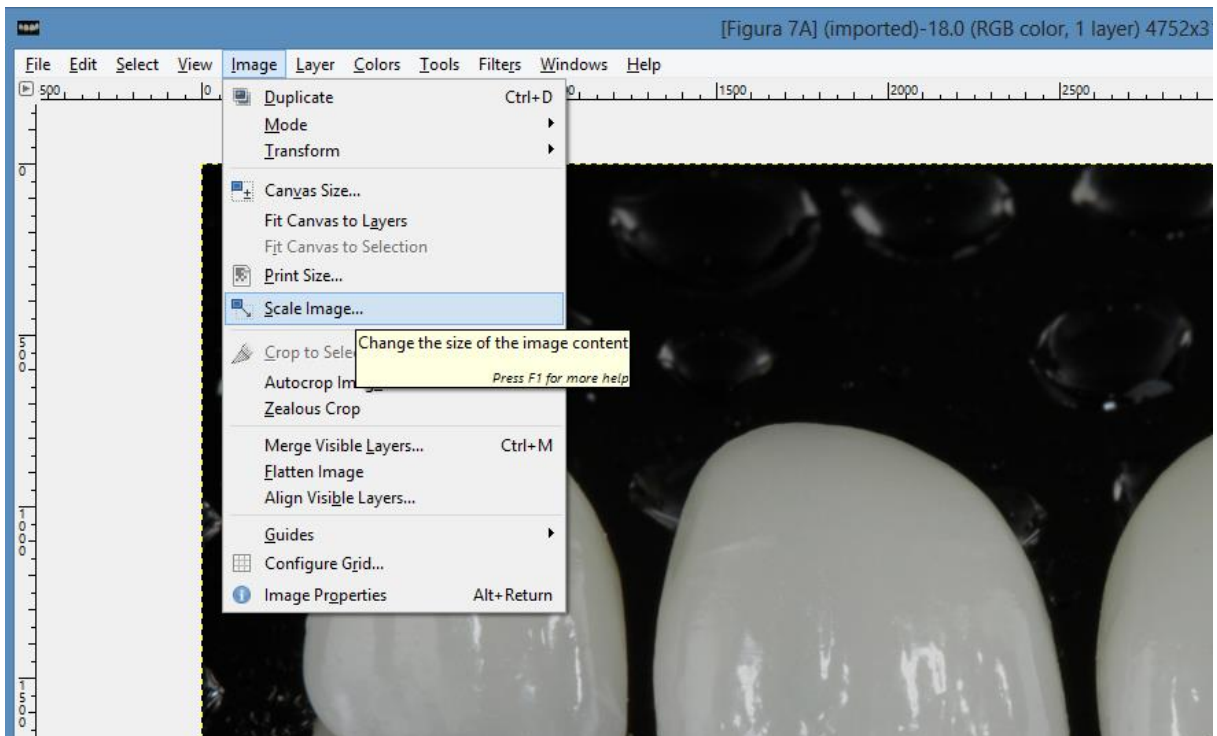 [Figura 7A] (imported)-18.0 (RGB color, 1 layer) 4752x3
File Edit Select View Image Layer Colors Tools Filters Windows Help
500 0 1500 2000 2500
Duplicate Ctrl+D
Mode
Transform
0
Canvas Size...
Fit Canvas to Layers
Fit Canvas to Selection
Print Size...
Scale Image...
500
Change the size of the image content
Crop to Sele
Press F1 for more help
Autocrop Im
Zealous Crop
Merge Visible Layers... Ctrl+M
Flatten Image
Align Visible Layers...
1000
Guides
Configure Grid...
Image Properties Alt+Return
1500